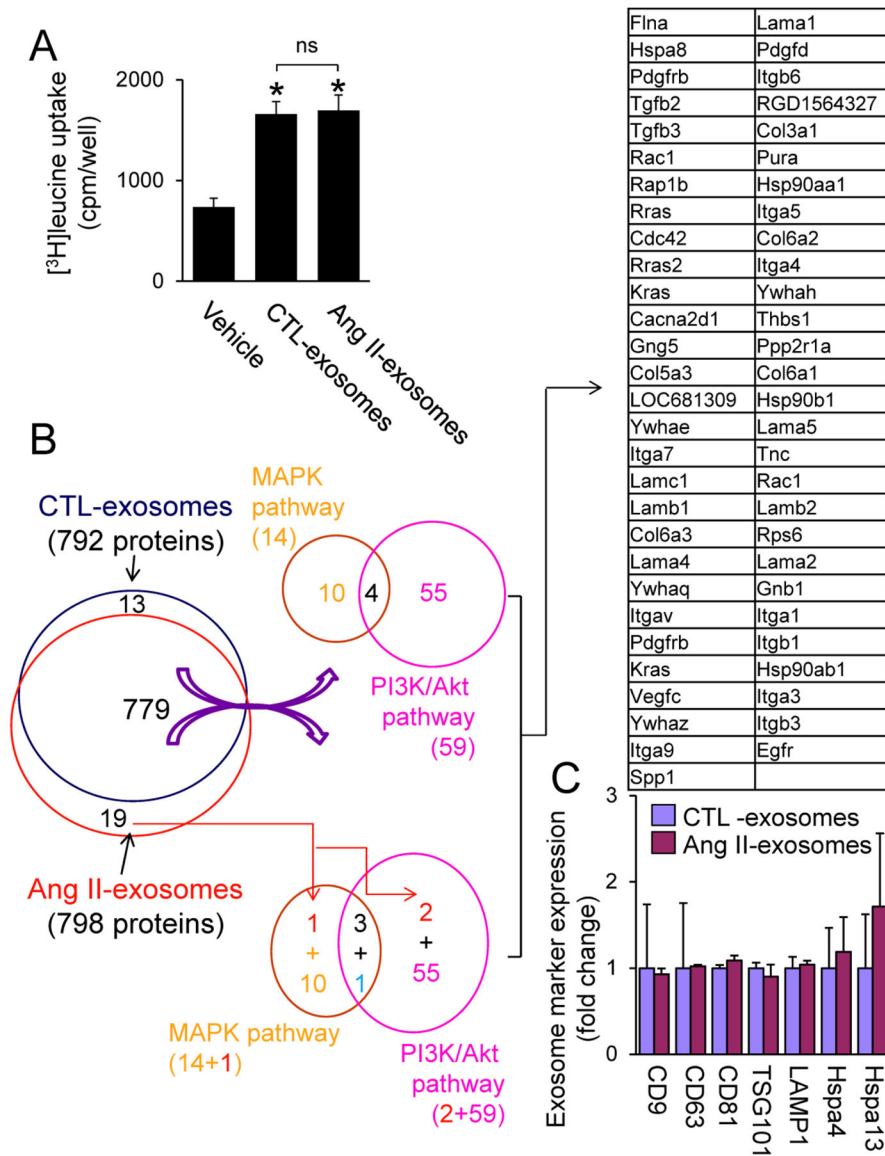 A
ns
2000
1000
0
* *
[³H]leucine uptake
(cpm/well)
Vehicle
CTL-exosomes
Ang II-exosomes
Flna Lama1
Hspa8 Pdgfd
Pdgfrb Itgb6
Tgfb2 RGD1564327
Tgfb3 Col3a1
Rac1 Pura
Rap1b Hsp90aa1
Rras Itga5
Cdc42 Col6a2
Rras2 Itga4
Kras Ywhah
Cacna2d1 Thbs1
Gng5 Ppp2r1a
Col5a3 Col6a1
LOC681309 Hsp90b1
Ywhae Lama5
Itga7 Tnc
Lamc1 Rac1
Lamb1 Lamb2
Col6a3 Rps6
Lama4 Lama2
Ywhaq Gnb1
Itgav Itga1
Pdgfrb Itgb1
Kras Hsp90ab1
Vegfc Itga3
Ywhaz Itgb3
Itga9 Egfr
Spp1
B
CTL-exosomes
(792 proteins)
13
779
19
Ang II-exosomes
(798 proteins)
MAPK
pathway
(14)
10 4 55
PI3K/Akt
pathway
(59)
1 3 2
+ + +
10 1 55
MAPK pathway
(14+1)
PI3K/Akt
pathway
(2+59)
C
Exosome marker expression
(fold change)
3
2
1
0
CTL -exosomes
Ang II-exosomes
CD9
CD63
CD81
TSG101
LAMP1
Hspa4
Hspa13